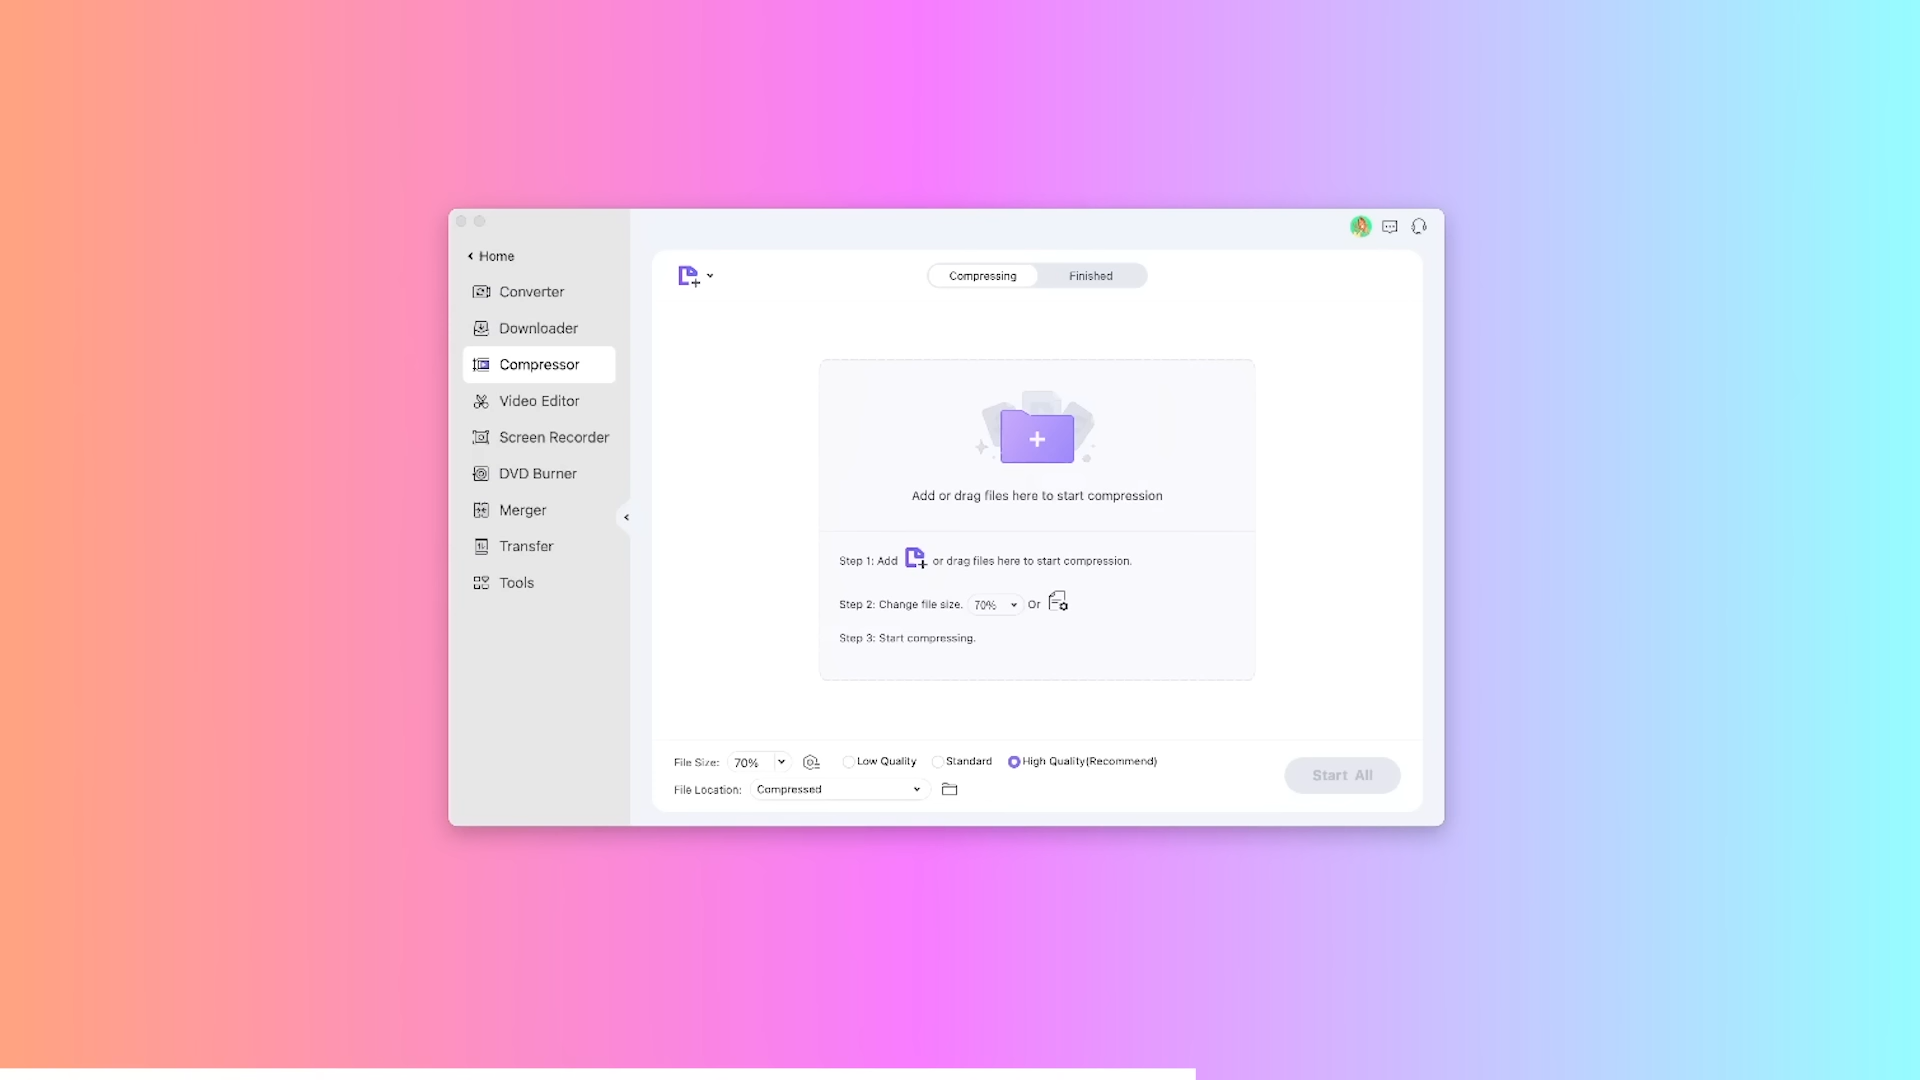 Home
Converter
Downloader
Compressor
Video Editor
Screen Recorder
DVD Burner
Merger
Transfer
Tools
Compressing Finished
Add or drag files here to start compression
Step 1: Add or drag files here to start compression.
Step 2: Change file size. 70% Or
Step 3: Start compressing.
File Size: 70% Low Quality Standard High Quality(Recommend)
File Location: Compressed
Start All